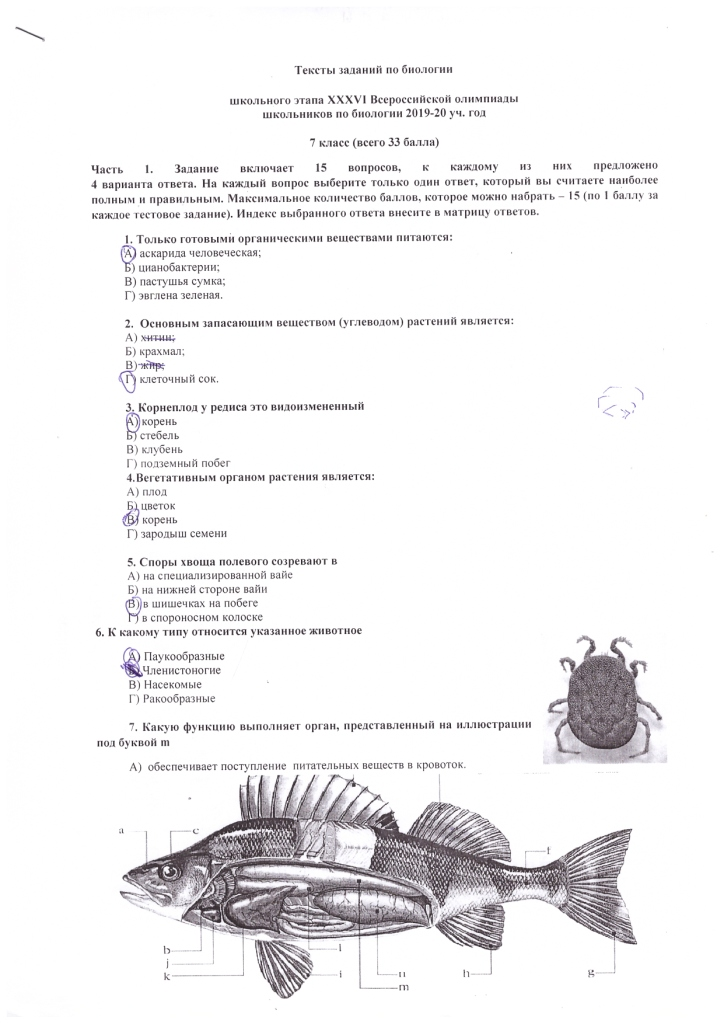 Тексты заданий по биологии
школьного этапа XXXVI Всероссийской олимпиады
школьников по биологии 2019-20 уч. год
7 класс (всего 33 балла)
Часть 1. Задание включает 15 вопросов, к каждому из них предложено
4 варианта ответа. На каждый вопрос выберите только один ответ, который вы считаете наиболее
полным и правильным. Максимальное количество баллов, которое можно набрать – 15 (по 1 баллу за
каждое тестовое задание). Индекс выбранного ответа внесите в матрицу ответов.
1. Только готовыми органическими веществами питаются:
А) аскарида человеческая;
Б) цианобактерии;
В) пастушья сумка;
Г) эвглена зеленая.
2. Основным запасающим веществом (углеводом) растений является:
А) хитин;
Б) крахмал;
В) жир;
Г) клеточный сок.
3. Корнеплод у редиса это видоизмененный
А) корень
Б) стебель
В) клубень
Г) подземный побег
4.Вегетативным органом растения является:
А) плод
Б) цветок
В) корень
Г) зародыш семени
5. Споры хвоща полевого созревают в
А) на специализированной вайе
Б) на нижней стороне вайи
В) в шишечках на побеге
Г) в спороносном колоске
6. К какому типу относится указанное животное
А) Паукообразные
Б) Членистоногие
В) Насекомые
Г) Ракообразные
7. Какую функцию выполняет орган, представленный на иллюстрации
под буквой m
А) обеспечивает поступление питательных веществ в кровоток.
a
c
f
b
j
k
l
i
n
m
h
g